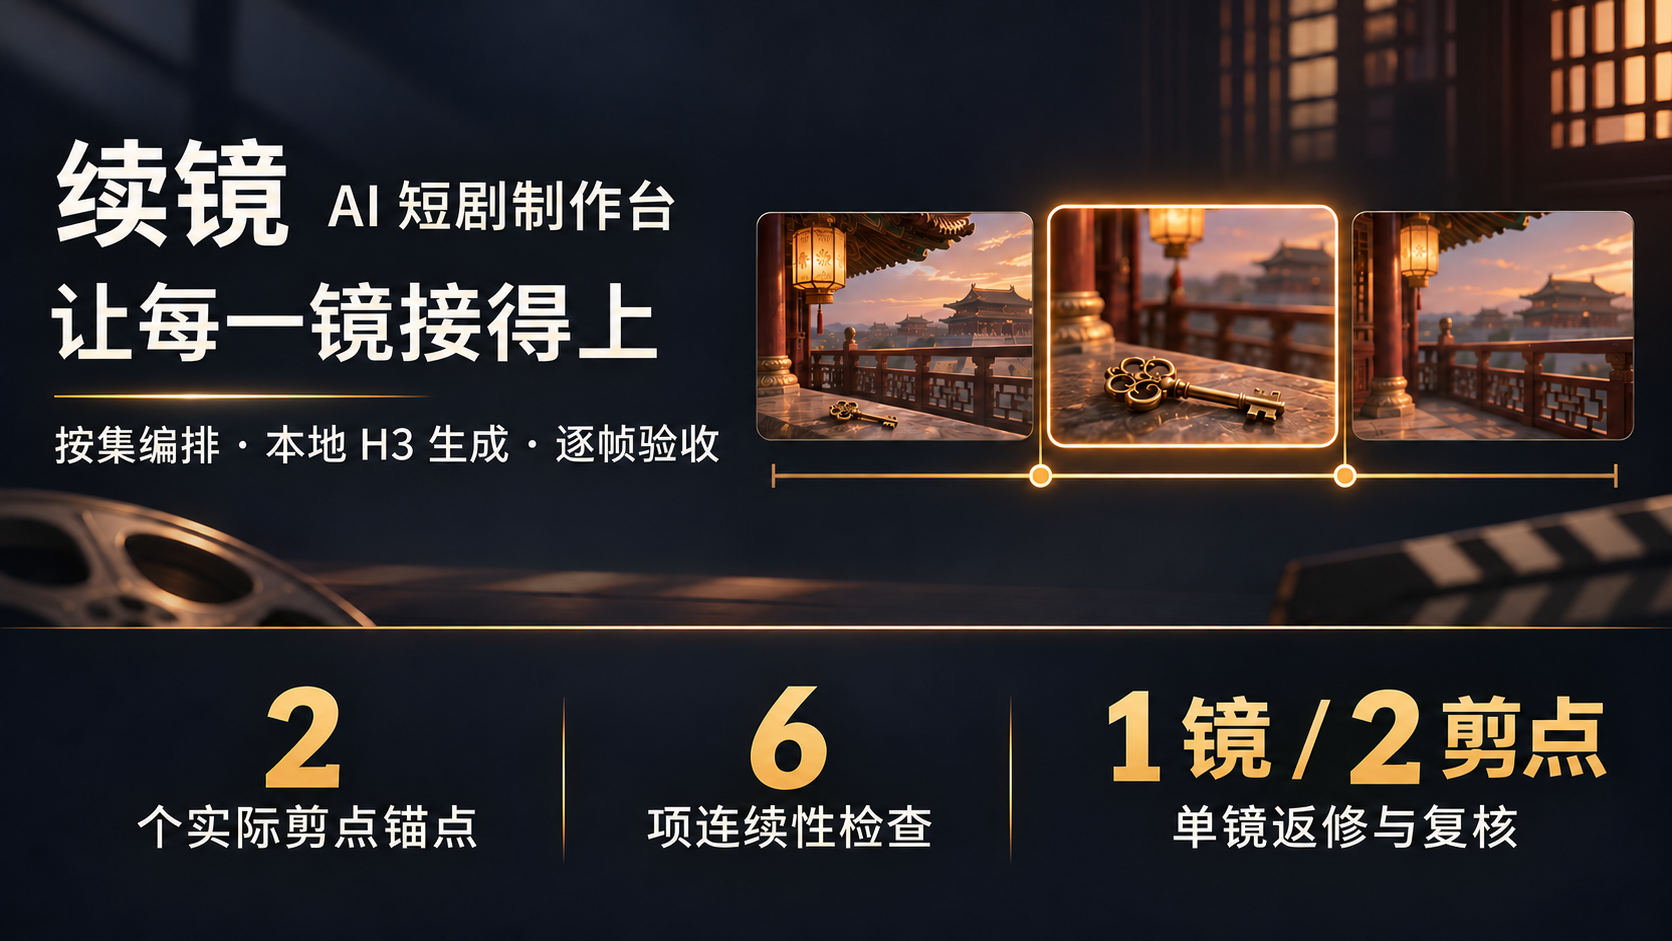 续镜 AI 短剧制作台
让每一镜接得上
按集编排·本地 H3 生成·逐帧验收
2
个实际剪点锚点
6
项连续性检查
1 镜 / 2 剪点
单镜返修与复核